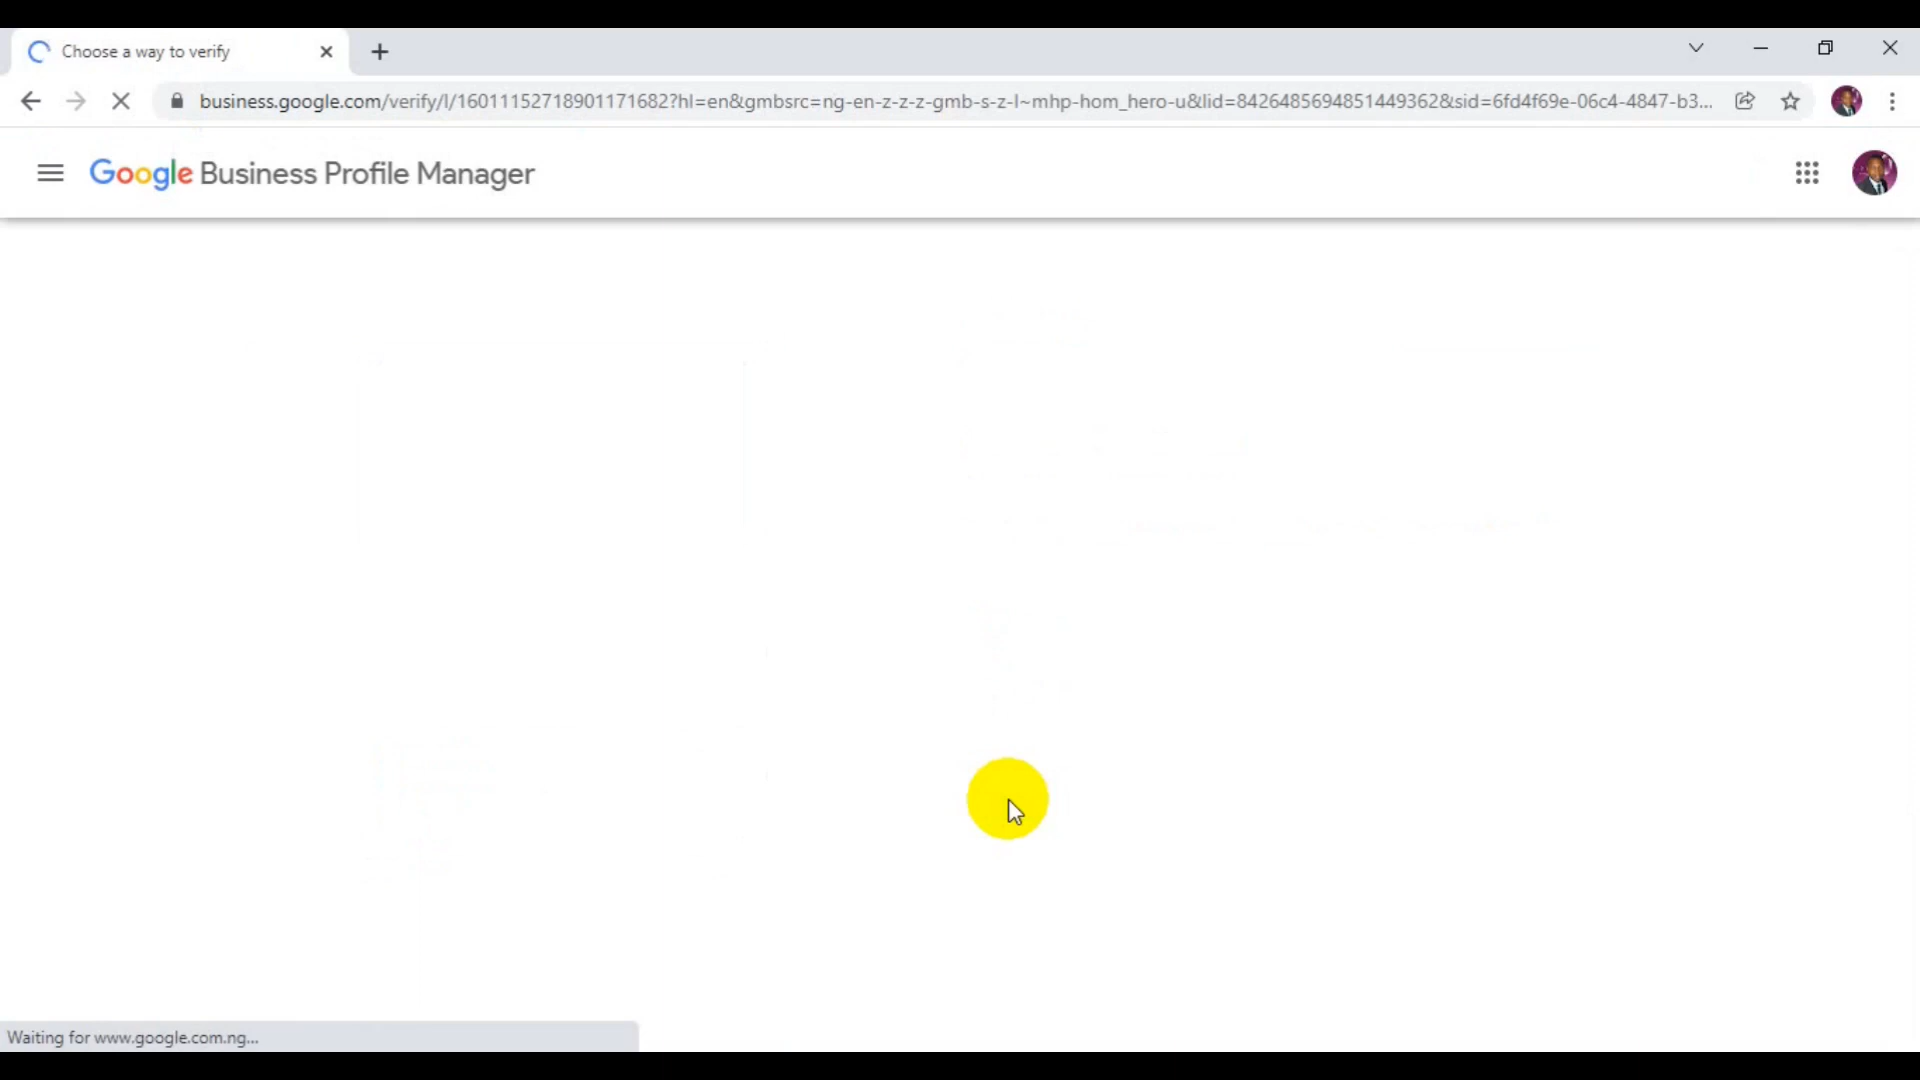 Choose a way to verify
business.google.com/verify/l/16011152718901171682?hl=en&gmbsrc=ng-en-z-z-z-gmb-s-z-l~mhp-hom_hero-u&lid=8426485694851449362&sid=6fd4f69e-06c4-4847-b3...
Google Business Profile Manager
Waiting for www.google.com.ng...